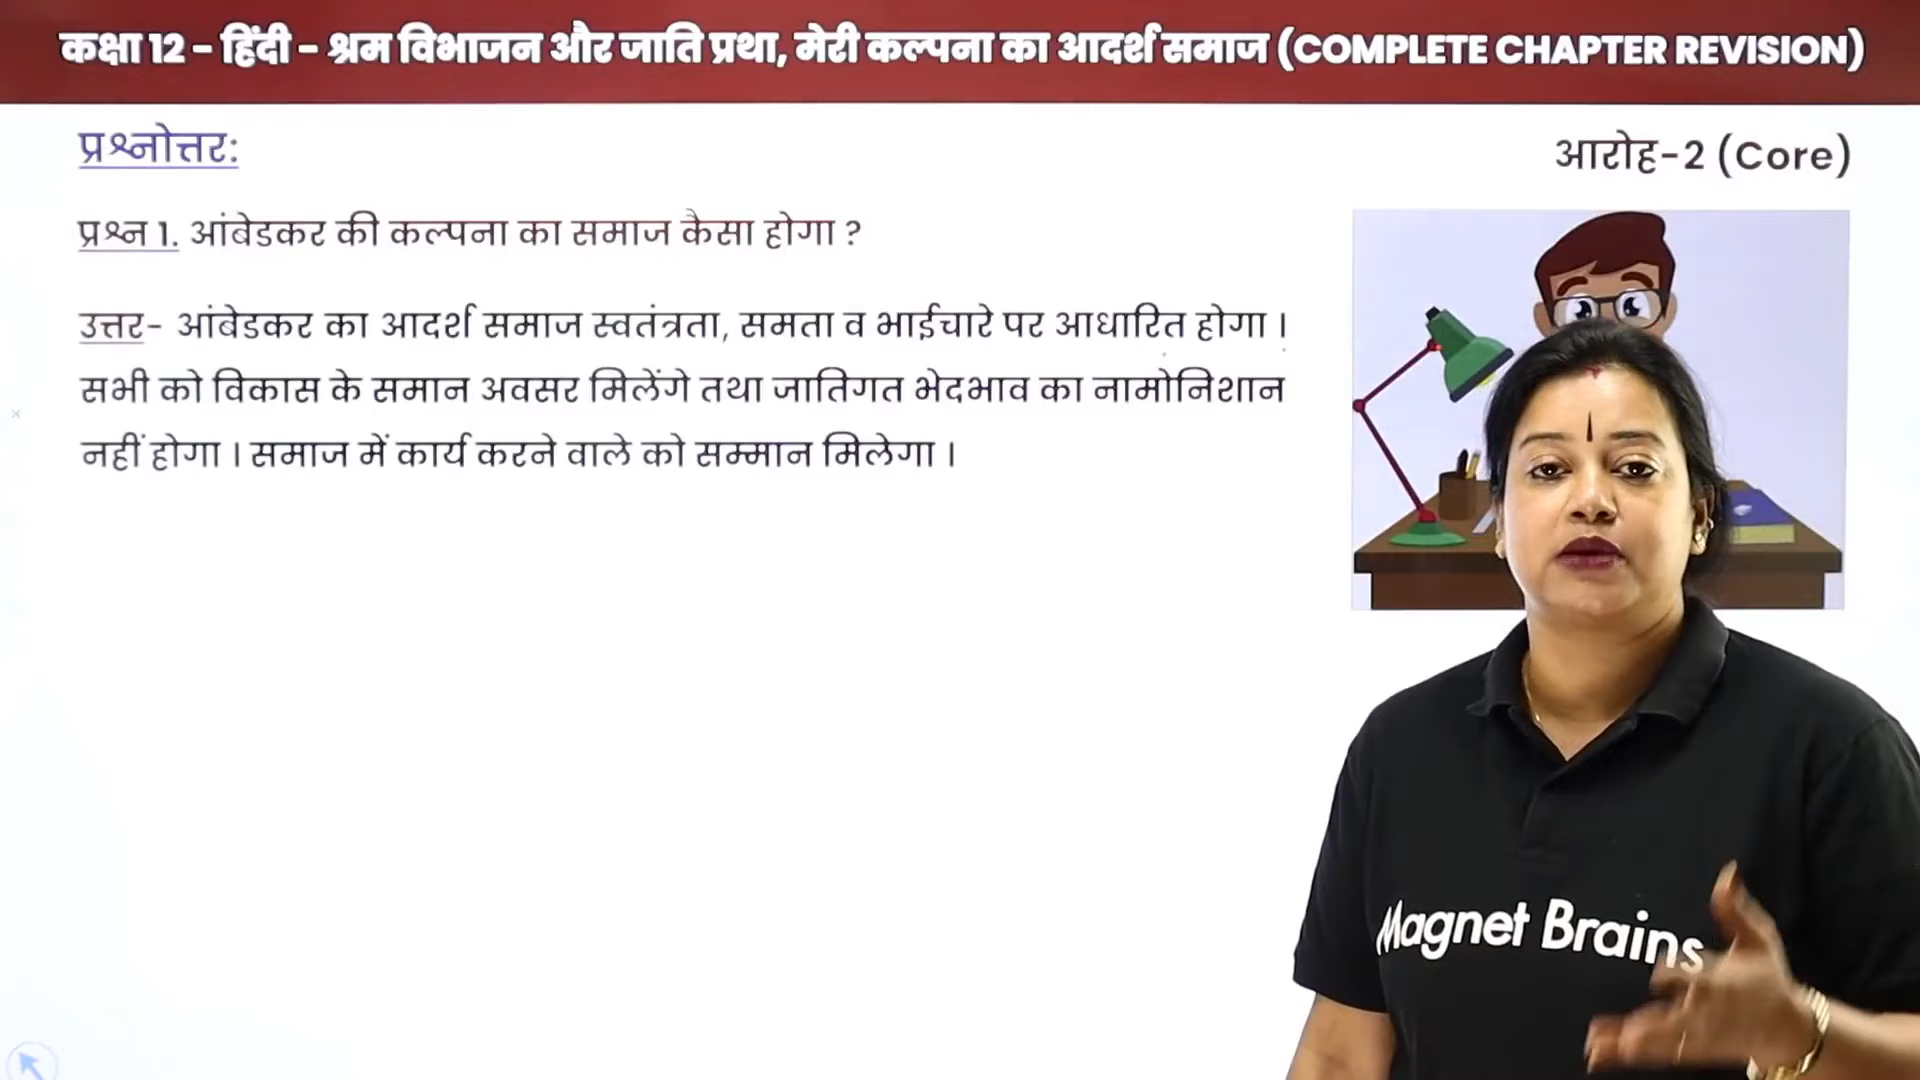 कक्षा 12 - हिंदी - श्रम विभाजन और जाति प्रथा, मेरी कल्पना का आदर्श समाज (COMPLETE CHAPTER REVISION)
प्रश्नोत्तर:
आरोह-2 (Core)
प्रश्न 1. आंबेडकर की कल्पना का समाज कैसा होगा ?
उत्तर- आंबेडकर का आदर्श समाज स्वतंत्रता, समता व भाईचारे पर आधारित होगा ।
सभी को विकास के समान अवसर मिलेंगे तथा जातिगत भेदभाव का नामोनिशान
नहीं होगा । समाज में कार्य करने वाले को सम्मान मिलेगा ।
Magnet Brains